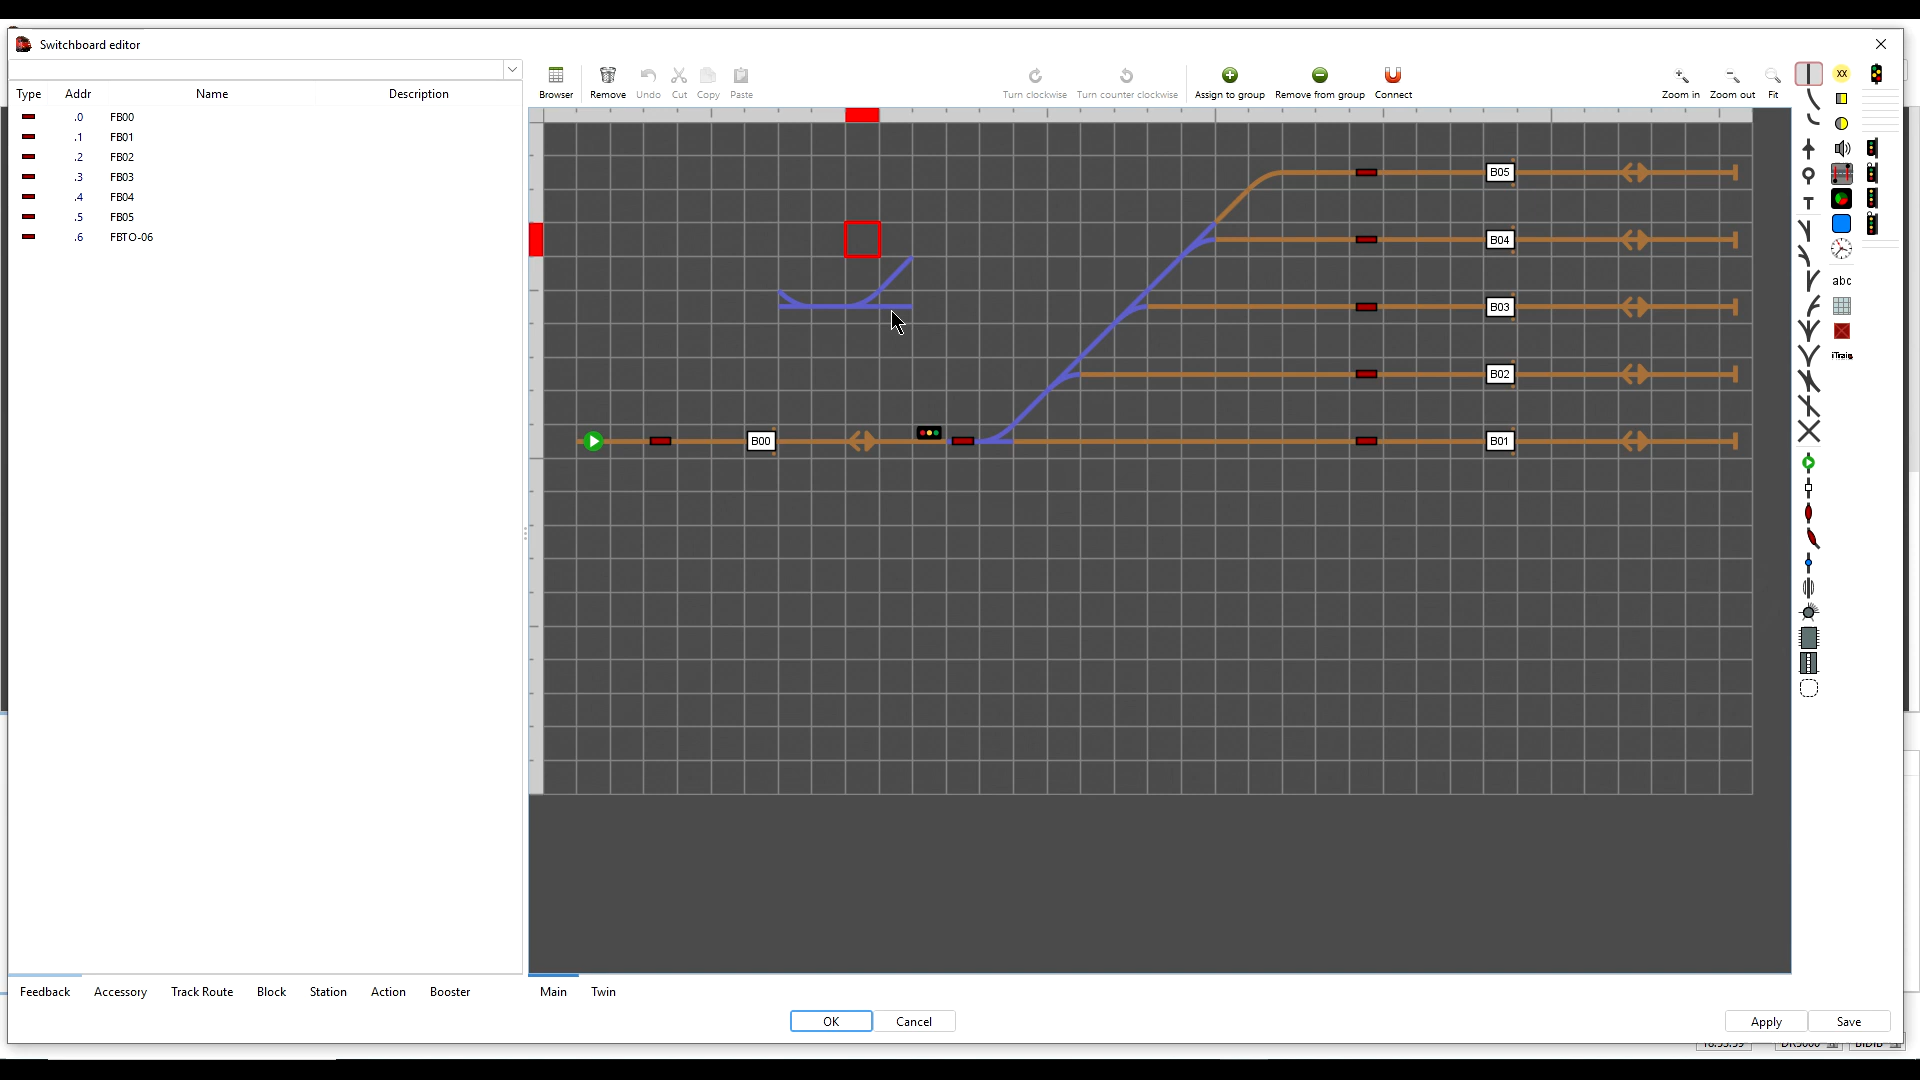 Switchboard editor
Browser Remove Undo Cut Copy Paste Turn clockwise Turn counter clockwise Assign to group Remove from group Connect Zoom in Zoom out Fit
XX
Type Addr Name Description
.0 FB00
.1 FB01
.2 FB02
.3 FB03
.4 FB04
.5 FB05
.6 FBTO-06
B05
B04
B03
B02
B00 B01
abc
iTrain
Feedback Accessory Track Route Block Station Action Booster Main Twin
OK Cancel Apply Save